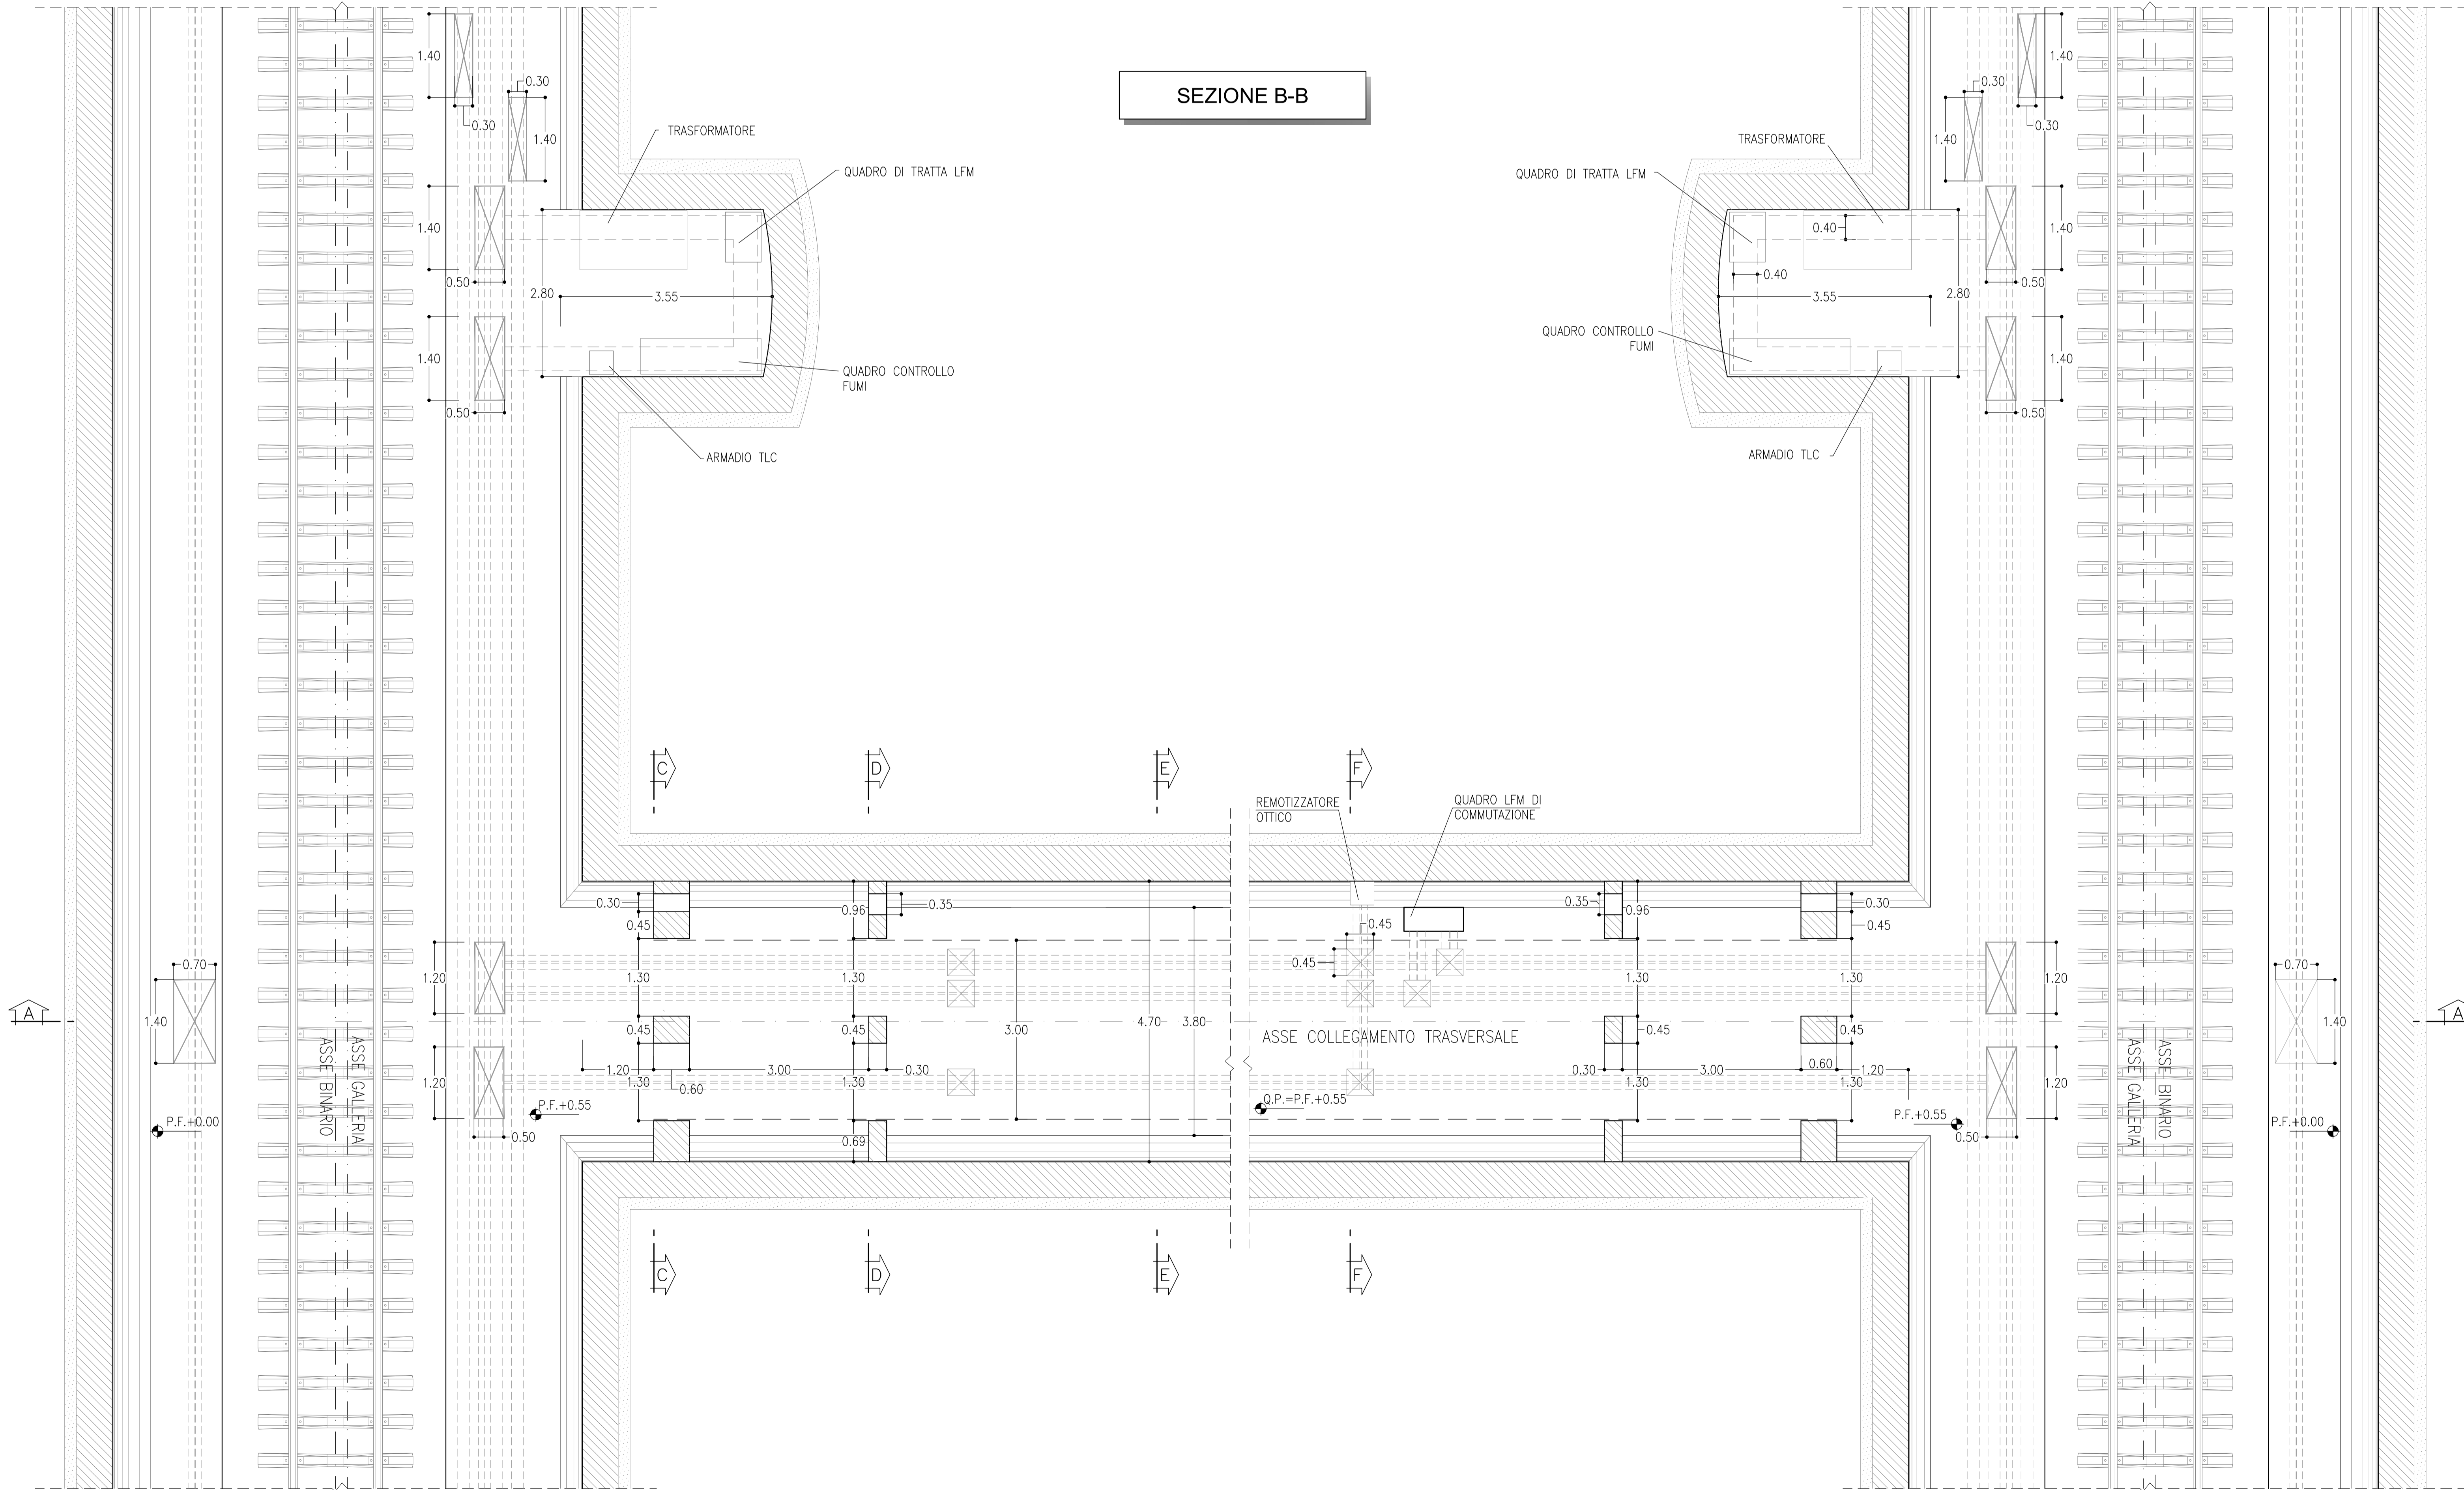 SEZIONE B-B
1.40
0.30
0.30
1.40
TRASFORMATORE
QUADRO DI TRATTA LFM
1.40
0.50
2.80
3.55
1.40
0.50
QUADRO CONTROLLO
FUMI
ARMADIO TLC
1.40
0.30
0.30
1.40
TRASFORMATORE
QUADRO DI TRATTA LFM
0.40
0.40
1.40
0.50
2.80
3.55
QUADRO CONTROLLO
FUMI
1.40
0.50
ARMADIO TLC
C
D
E
F
REMOTIZZATORE
OTTICO
QUADRO LFM DI
COMMUTAZIONE
0.30
0.45
0.96
0.35
0.35
0.96
0.30
0.45
0.45
0.45
1.20
1.30
1.30
1.30
1.30
1.20
0.70
1.40
A
0.70
1.40
A
0.45
0.45
3.00
4.70
3.80
0.45
0.45
ASSE COLLEGAMENTO TRASVERSALE
ASSE BINARIO
ASSE GALLERIA
ASSE GALLERIA
ASSE BINARIO
1.20
1.20
0.60
3.00
0.30
1.30
1.30
0.30
3.00
0.60
1.20
1.30
1.30
1.20
P.F.+0.00
P.F.+0.55
0.50
0.69
Q.P.=P.F.+0.55
P.F.+0.55
0.50
P.F.+0.00
C
D
E
F